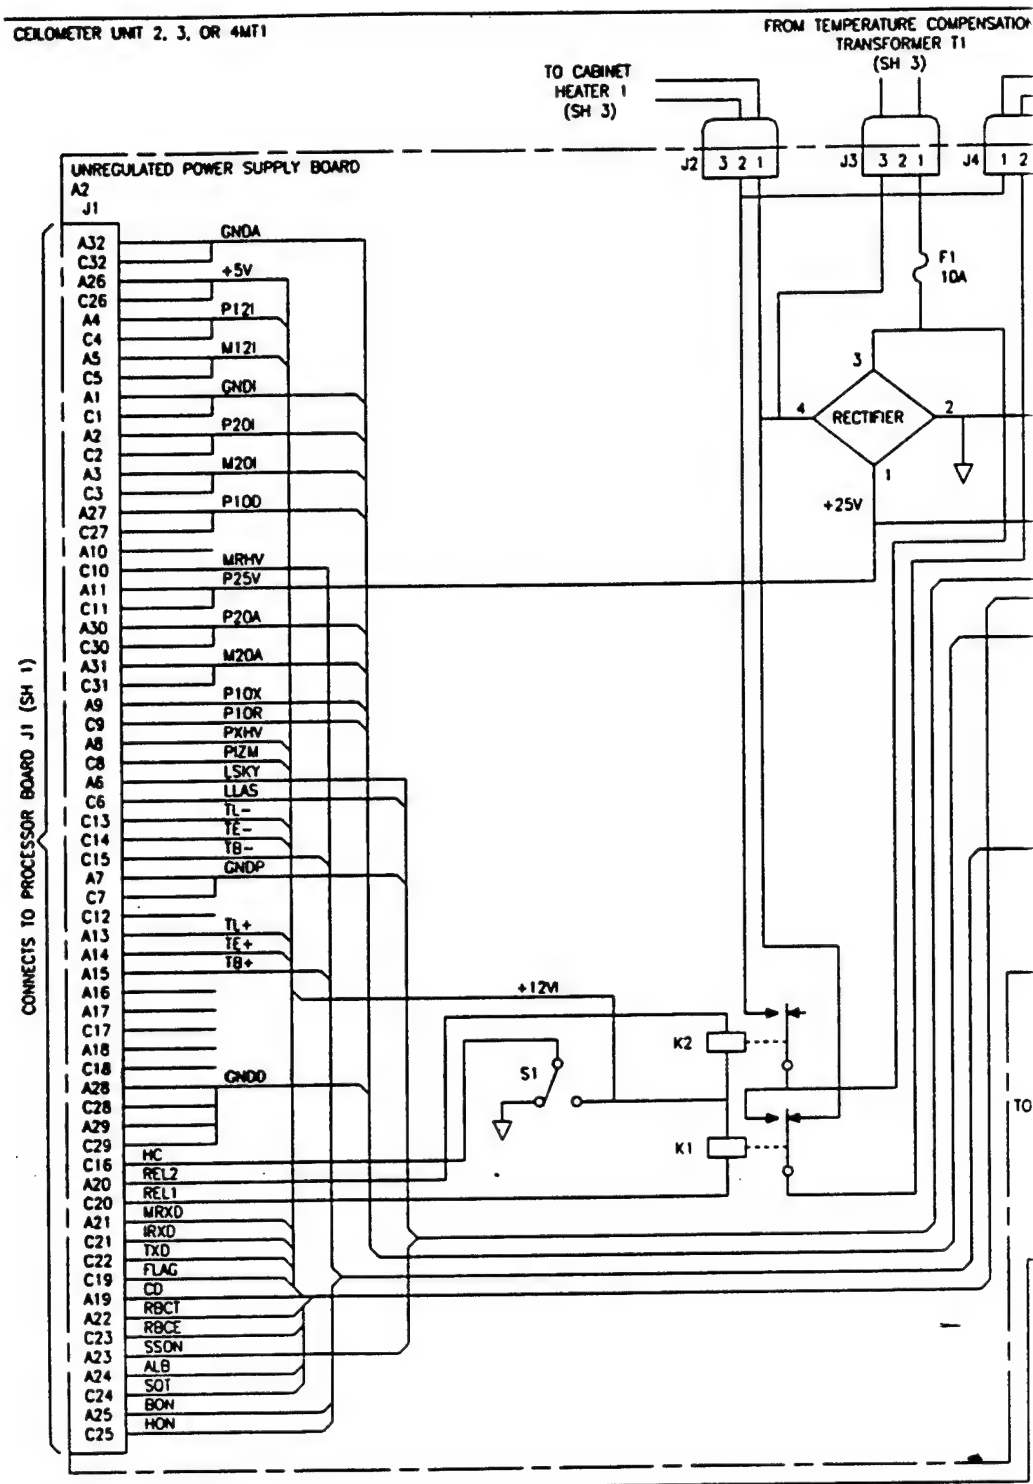 CEILOMETER UNIT 2, 3, OR 4MT1
FROM TEMPERATURE COMPENSATION
TRANSFORMER T1
(SH 3)
TO CABINET
HEATER 1
(SH 3)
UNREGULATED POWER SUPPLY BOARD
A2
J1
J2 3 2 1
J3 3 2 1
J4 1 2
F1
10A
3
4 RECTIFIER 2
1
+25V
CONNECTS TO PROCESSOR BOARD J1 (SH 1)
A32 GNDA
C32
A26 +5V
C26
A4 P12I
C4
A5 M12I
C5
A1 GNDI
C1
A2 P20I
C2
A3 M20I
C3
A27 P10D
C27
A10
C10 MRHV
A11 P25V
C11
A30 P20A
C30
A31 M20A
C31
A9 P10X
C9 P10R
A8 PXHV
C8 PIZM
A6 LSKY
C6 LLAS
C13 TL-
C14 TE-
C15 TB-
A7 GNDP
C7
C12
A13 TL+
A14 TE+
A15 TB+
A16
A17
C17
A18
C18
A28 GNDD
C28
A29
C29
C16 HC
A20 REL2
C20 REL1
A21 MRXD
C21 IRXD
C22 TXD
C19 FLAG
A19 CD
A22 RBCT
C23 RBCE
A23 SSON
A24 ALB
C24 SOT
A25 BON
C25 HON
+12VI
S1
K2
K1
TO